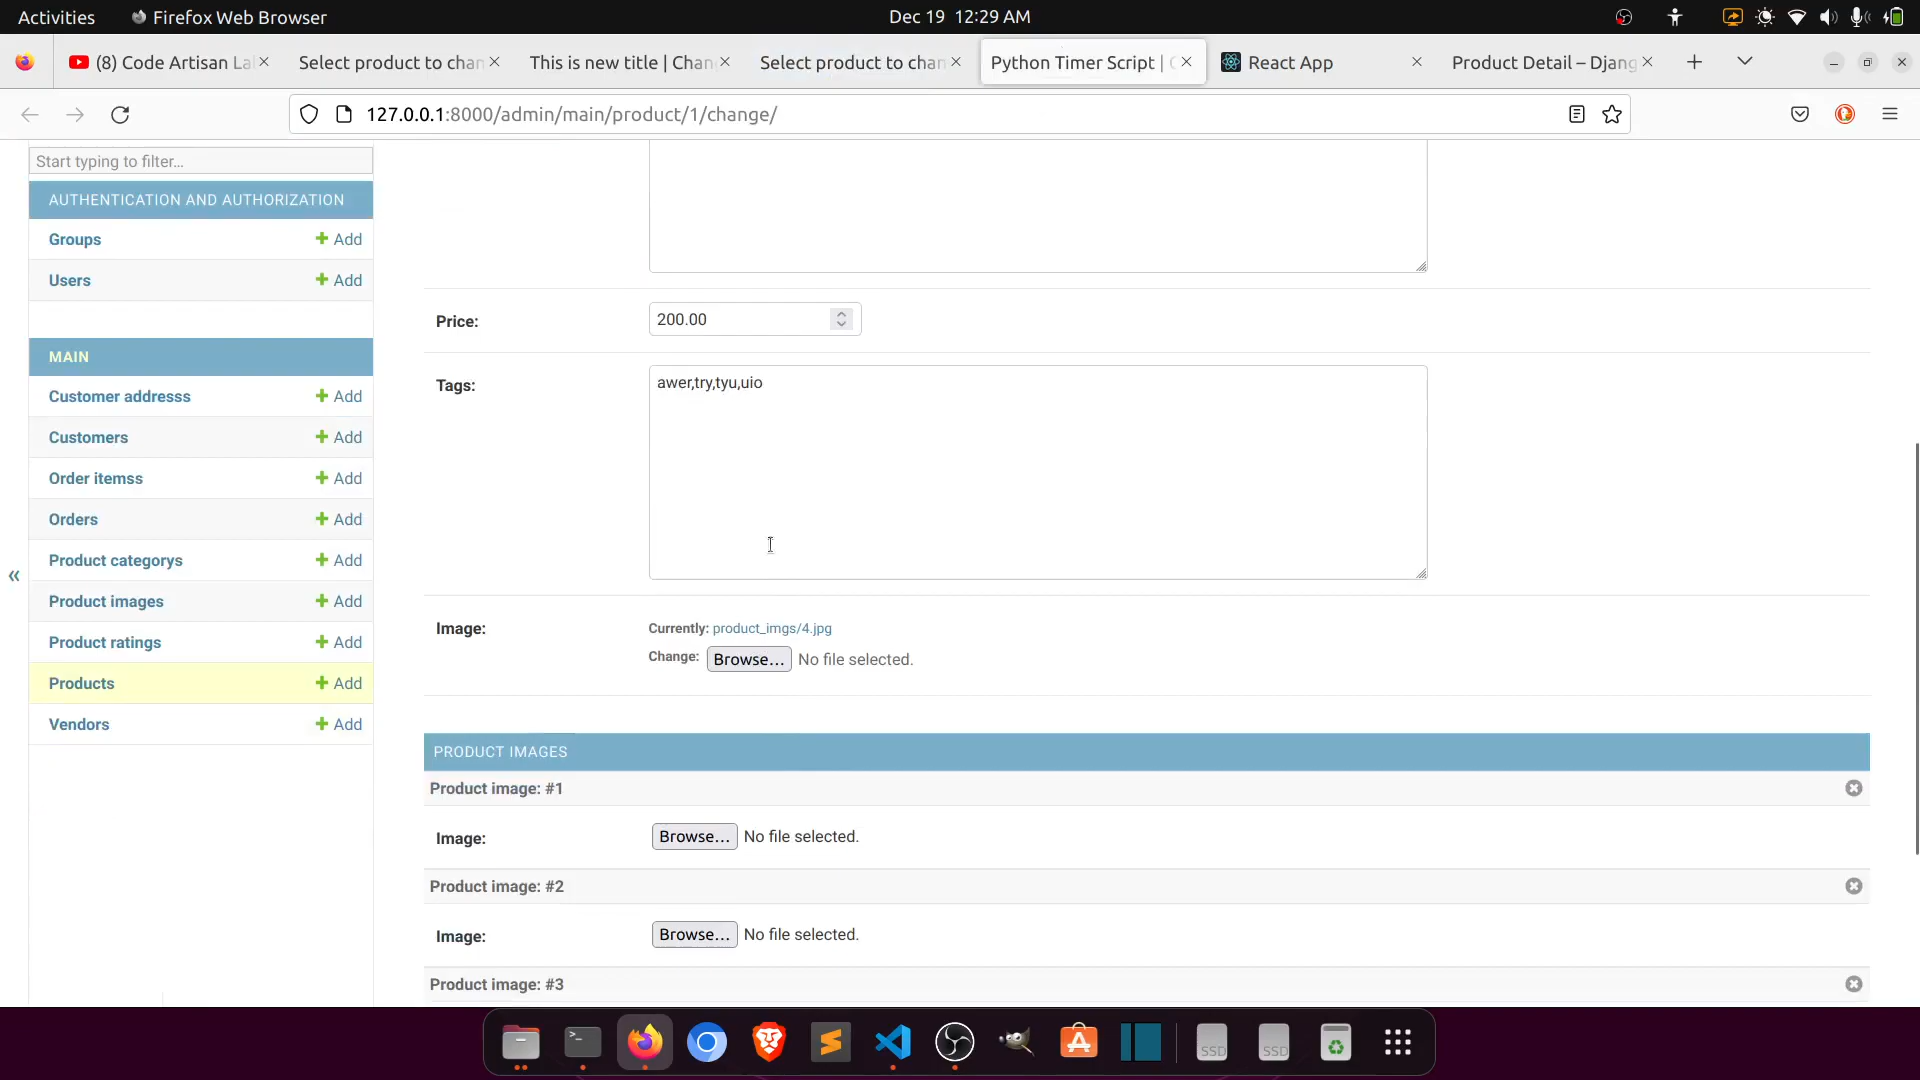 Activities
Firefox Web Browser
Dec 19 12:29 AM
(8) Code Artisan La
Select product to chan
This is new title | Chan
Select product to chan
Python Timer Script | C
React App
Product Detail – Djang
127.0.0.1:8000/admin/main/product/1/change/
Start typing to filter...
AUTHENTICATION AND AUTHORIZATION
Groups
Add
Users
Add
MAIN
Customer addresss
Add
Customers
Add
Order itemss
Add
Orders
Add
Product categorys
Add
Product images
Add
Product ratings
Add
Products
Add
Vendors
Add
«
Price:
200.00
Tags:
awer,try,tyu,uio
Image:
Currently: product_imgs/4.jpg
Change: Browse... No file selected.
PRODUCT IMAGES
Product image: #1
Image:
Browse... No file selected.
Product image: #2
Image:
Browse... No file selected.
Product image: #3
SSD
SSD